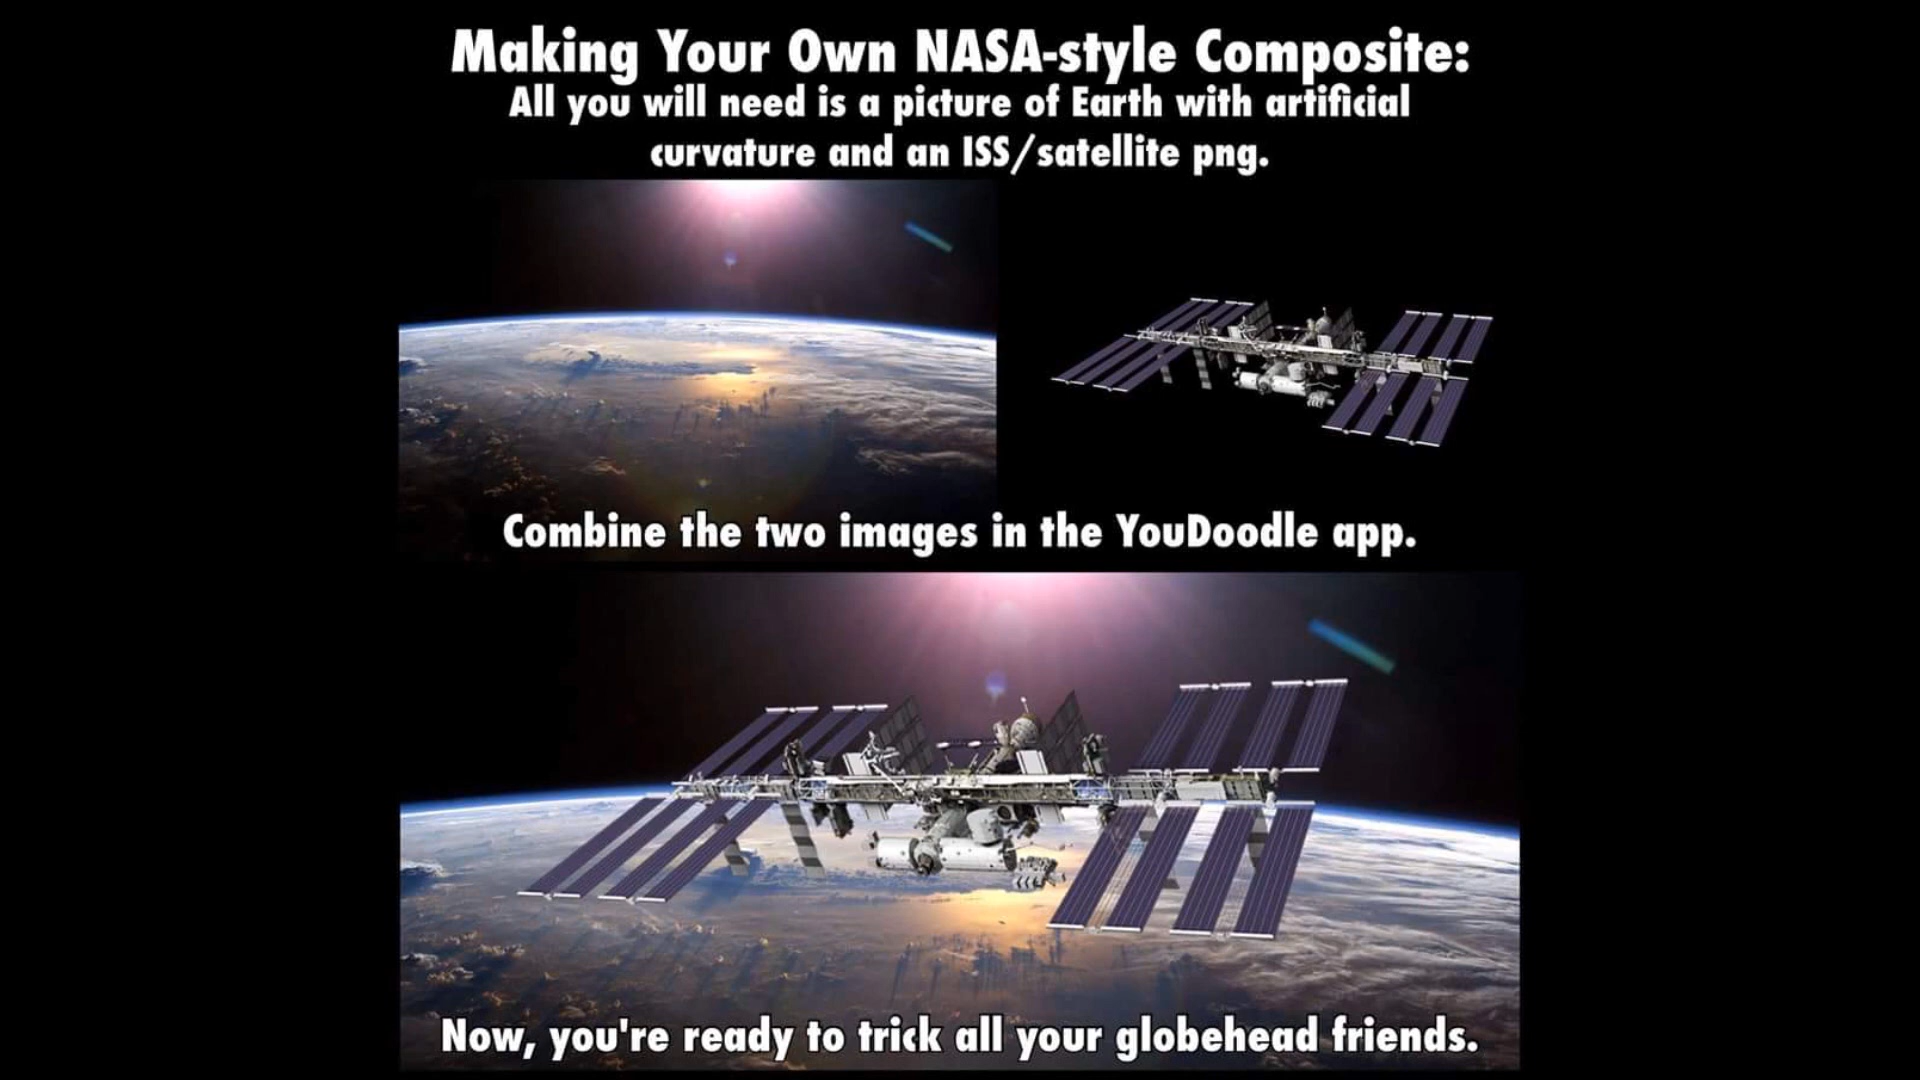 Making Your Own NASA-style Composite:
All you will need is a picture of Earth with artificial
curvature and an ISS/satellite png.
Combine the two images in the YouDoodle app.
Now, you're ready to trick all your globehead friends.